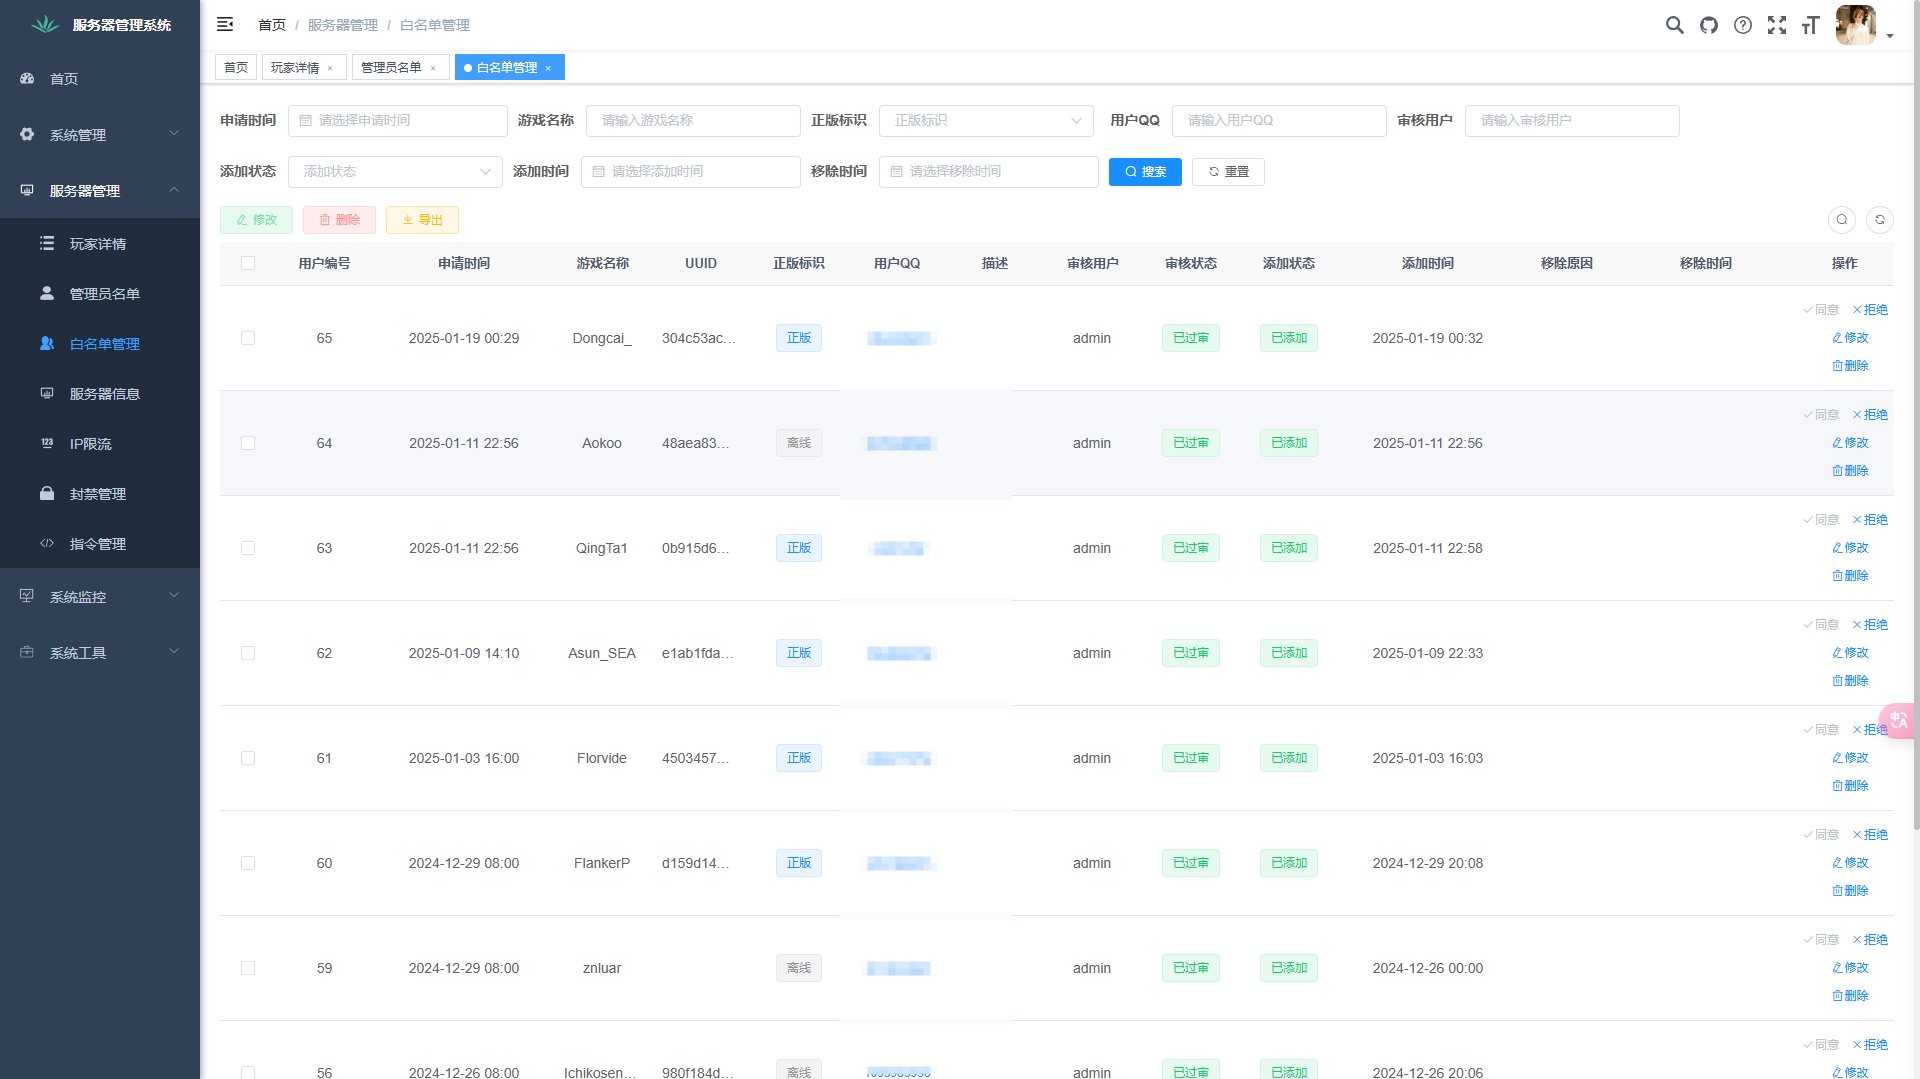 服务器管理系统
首页 / 服务器管理 / 白名单管理
首页
系统管理
服务器管理
玩家详情
管理员名单
白名单管理
服务器信息
IP限流
封禁管理
指令管理
系统监控
系统工具
首页 玩家详情 × 管理员名单 × 白名单管理 ×
申请时间 请选择申请时间 游戏名称 请输入游戏名称 正版标识 正版标识 用户QQ 请输入用户QQ 审核用户 请输入审核用户
添加状态 添加状态 添加时间 请选择添加时间 移除时间 请选择移除时间 搜索 重置
修改 删除 导出
用户编号 申请时间 游戏名称 UUID 正版标识 用户QQ 描述 审核用户 审核状态 添加状态 添加时间 移除原因 移除时间 操作
65 2025-01-19 00:29 Dongcai_ 304c53ac... 正版 admin 已过审 已添加 2025-01-19 00:32
同意 拒绝
修改
删除
64 2025-01-11 22:56 Aokoo 48aea83... 离线 admin 已过审 已添加 2025-01-11 22:56
同意 拒绝
修改
删除
63 2025-01-11 22:56 QingTa1 0b915d6... 正版 admin 已过审 已添加 2025-01-11 22:58
同意 拒绝
修改
删除
62 2025-01-09 14:10 Asun_SEA e1ab1fda... 正版 admin 已过审 已添加 2025-01-09 22:33
同意 拒绝
修改
删除
61 2025-01-03 16:00 Florvide 4503457... 正版 admin 已过审 已添加 2025-01-03 16:03
同意 拒绝
修改
删除
60 2024-12-29 08:00 FlankerP d159d14... 正版 admin 已过审 已添加 2024-12-29 20:08
同意 拒绝
修改
删除
59 2024-12-29 08:00 znluar 离线 admin 已过审 已添加 2024-12-26 00:00
同意 拒绝
修改
删除
56 2024-12-26 08:00 Ichikosen... 980f184d... 离线 admin 已过审 已添加 2024-12-26 20:06
同意 拒绝
修改